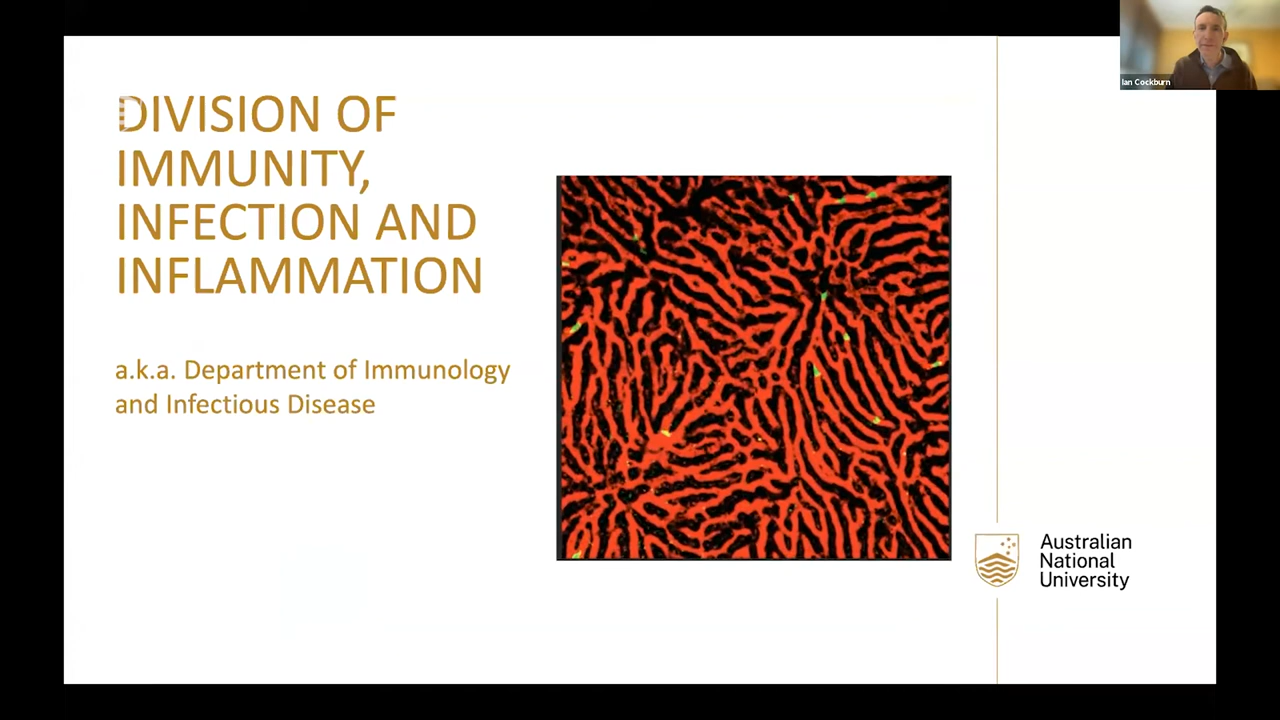 DIVISION OF
IMMUNITY,
INFECTION AND
INFLAMMATION
a.k.a. Department of Immunology
and Infectious Disease
Australian
National
University
Ian Cockburn